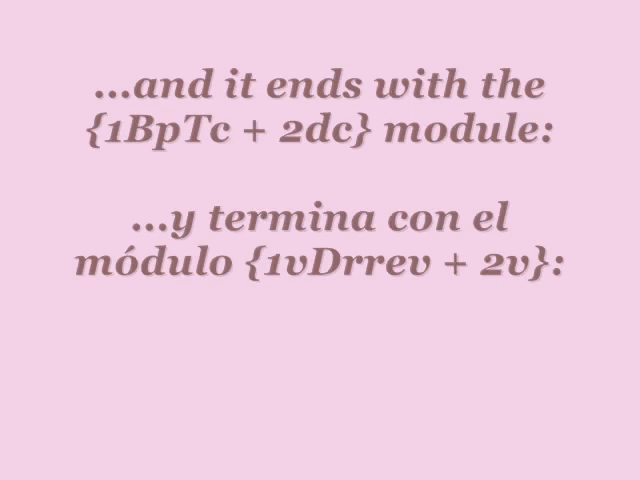 ...and it ends with the
{1BpTc + 2dc} module:
...y termina con el
módulo {1vDrrev + 2v}: